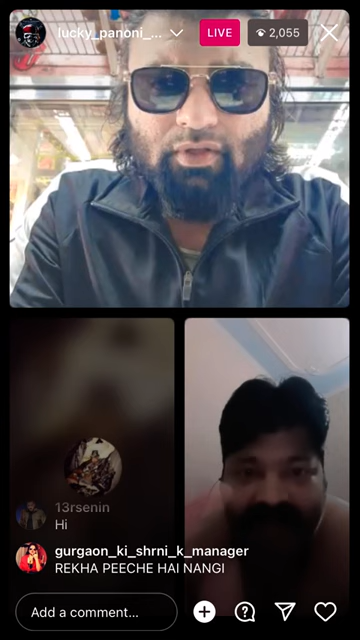 lucky_panoni_...
LIVE
2,055
13rsenin
Hi
gurgaon_ki_shrni_k_manager
REKHA PEECHE HAI NANGI
Add a comment...